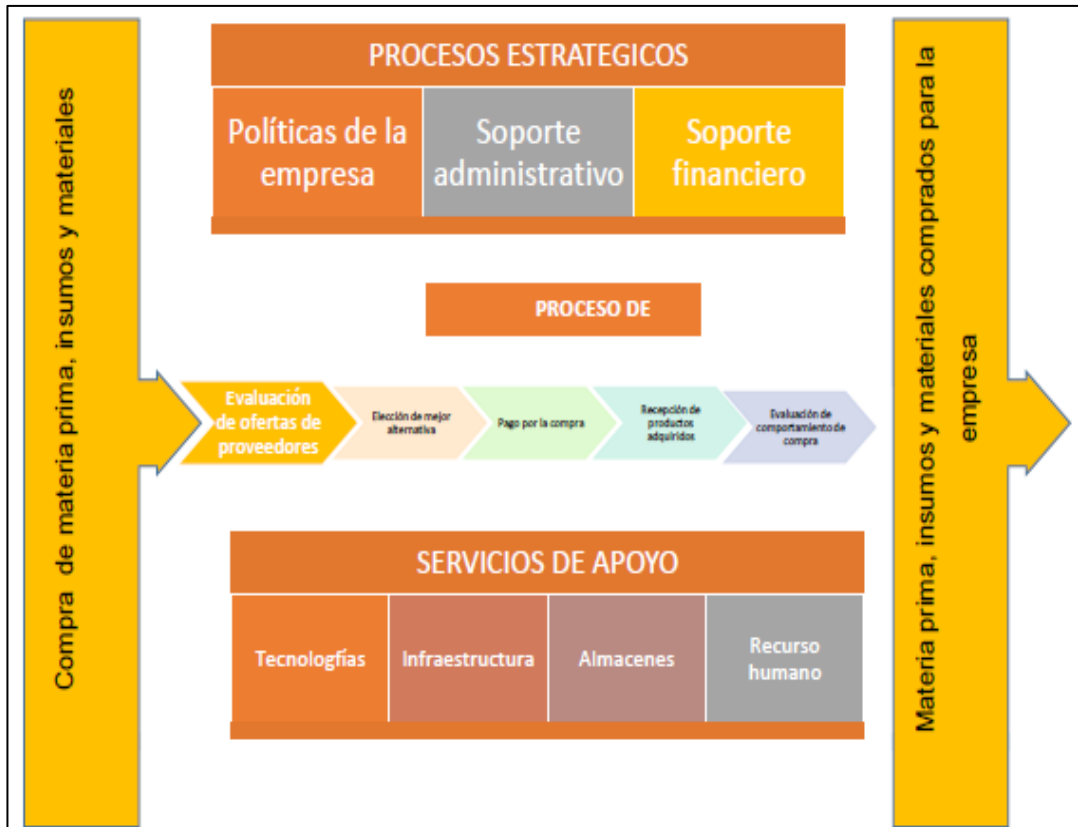 Compra de materia prima, insumos y materiales
PROCESOS ESTRATEGICOS
Políticas de la
empresa
Soporte
administrativo
Soporte
financiero
PROCESO DE
Evaluación
de ofertas de
proveedores
Elección de mejor
alternativa
Pago por la compra
Recepción de
productos
adquiridos
Evaluación de
comportamiento de
compra
SERVICIOS DE APOYO
Tecnologfías
Infraestructura
Almacenes
Recurso
humano
Materia prima, insumos y materiales comprados para la
empresa